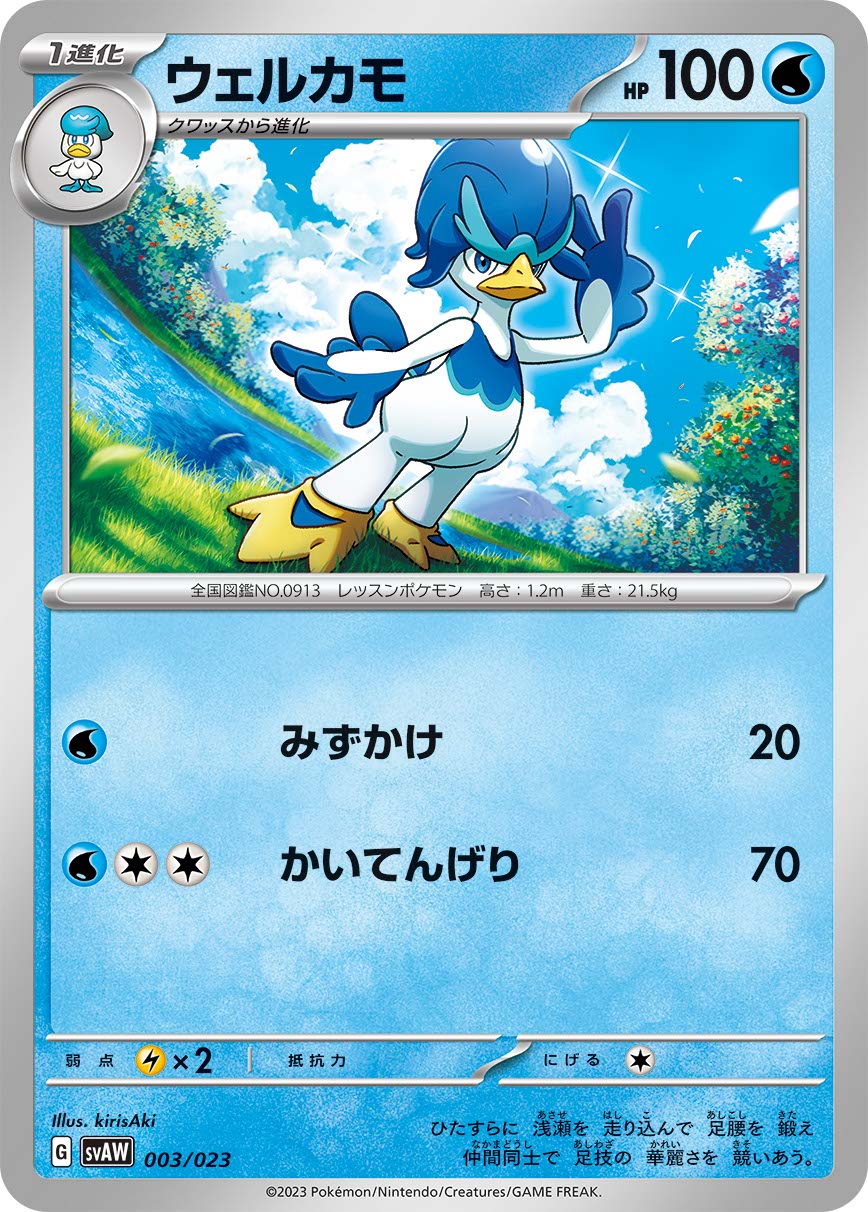 1進化
ウェルカモ
HP 100
クワッスから進化
全国図鑑NO.0913 レッスンポケモン 高さ:1.2m 重さ:21.5kg
みずかけ 20
かいてんげり 70
弱点 ×2 抵抗力 にげる
Illus. kirisAki
G svAW 003/023
ひたすらに 浅瀬を 走り込んで 足腰を 鍛え
仲間同士で 足技の 華麗さを 競いあう。
©2023 Pokémon/Nintendo/Creatures/GAME FREAK.